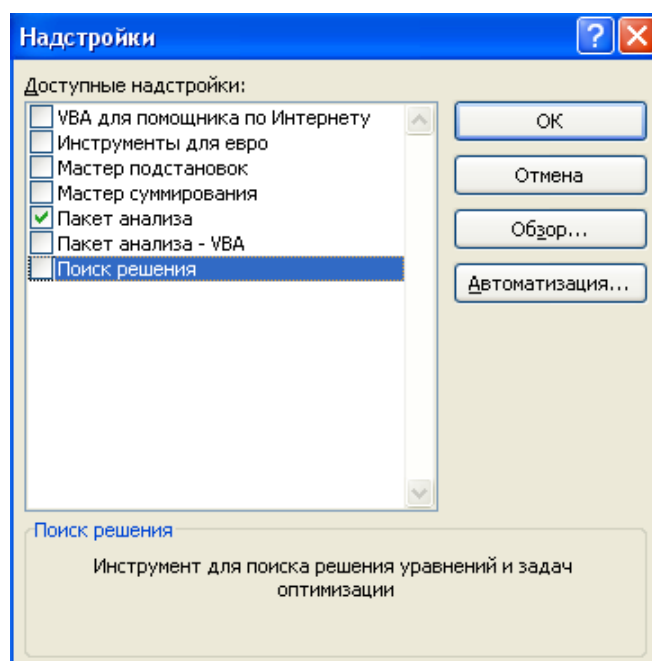 Надстройки
Доступные надстройки:
VBA для помощника по Интернету
Инструменты для евро
Мастер подстановок
Мастер суммирования
Пакет анализа
Пакет анализа - VBA
Поиск решения
ОК
Отмена
Обзор...
Автоматизация...
Поиск решения
Инструмент для поиска решения уравнений и задач
оптимизации